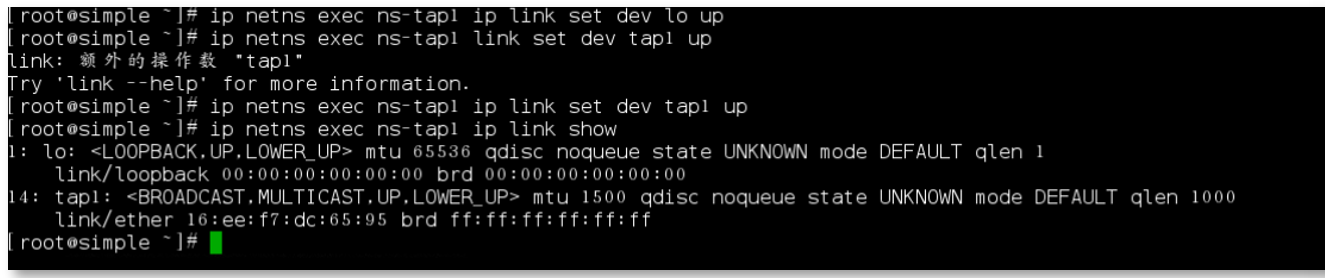 [root@simple ~]# ip netns exec ns-tap1 ip link set dev lo up
[root@simple ~]# ip netns exec ns-tap1 link set dev tap1 up
link: 额外的操作数 "tap1"
Try 'link --help' for more information.
[root@simple ~]# ip netns exec ns-tap1 ip link set dev tap1 up
[root@simple ~]# ip netns exec ns-tap1 ip link show
1: lo: <LOOPBACK,UP,LOWER_UP> mtu 65536 qdisc noqueue state UNKNOWN mode DEFAULT qlen 1
    link/loopback 00:00:00:00:00:00 brd 00:00:00:00:00:00
14: tap1: <BROADCAST,MULTICAST,UP,LOWER_UP> mtu 1500 qdisc noqueue state UNKNOWN mode DEFAULT qlen 1000
    link/ether 16:ee:f7:dc:65:95 brd ff:ff:ff:ff:ff:ff
[root@simple ~]#